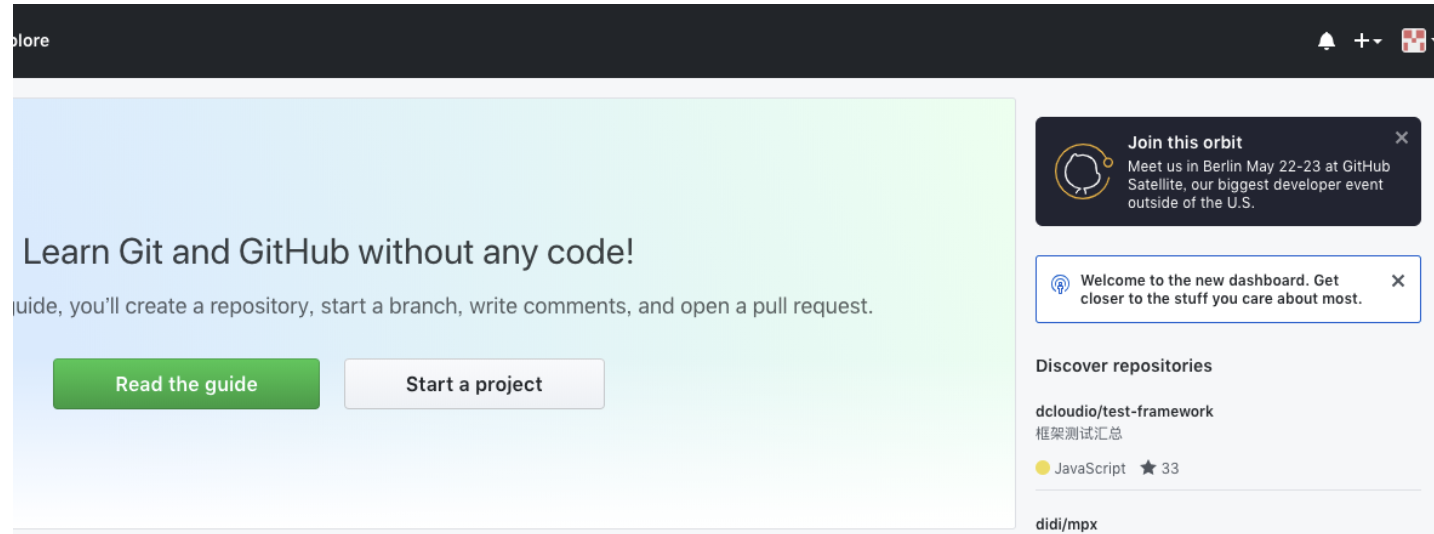 plore
Join this orbit
Meet us in Berlin May 22-23 at GitHub
Satellite, our biggest developer event
outside of the U.S.
Learn Git and GitHub without any code!
guide, you’ll create a repository, start a branch, write comments, and open a pull request.
Read the guide
Start a project
Welcome to the new dashboard. Get
closer to the stuff you care about most.
Discover repositories
dcloudio/test-framework
框架测试汇总
JavaScript 33
didi/mpx